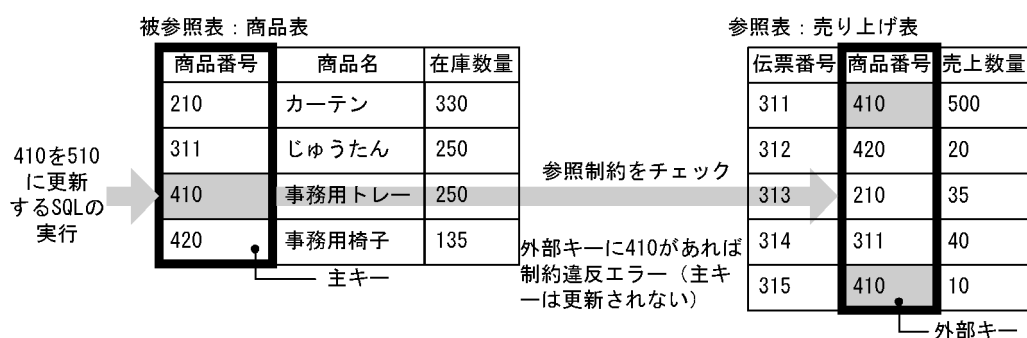 被参照表：商品表
商品番号 商品名 在庫数量
210 カーテン 330
311 じゅうたん 250
410 事務用トレー 250
420 事務用椅子 135
主キー
410を510
に更新
するSQLの
実行
参照制約をチェック
外部キーに410があれば
制約違反エラー（主キ
ーは更新されない）
参照表：売り上げ表
伝票番号 商品番号 売上数量
311 410 500
312 420 20
313 210 35
314 311 40
315 410 10
外部キー